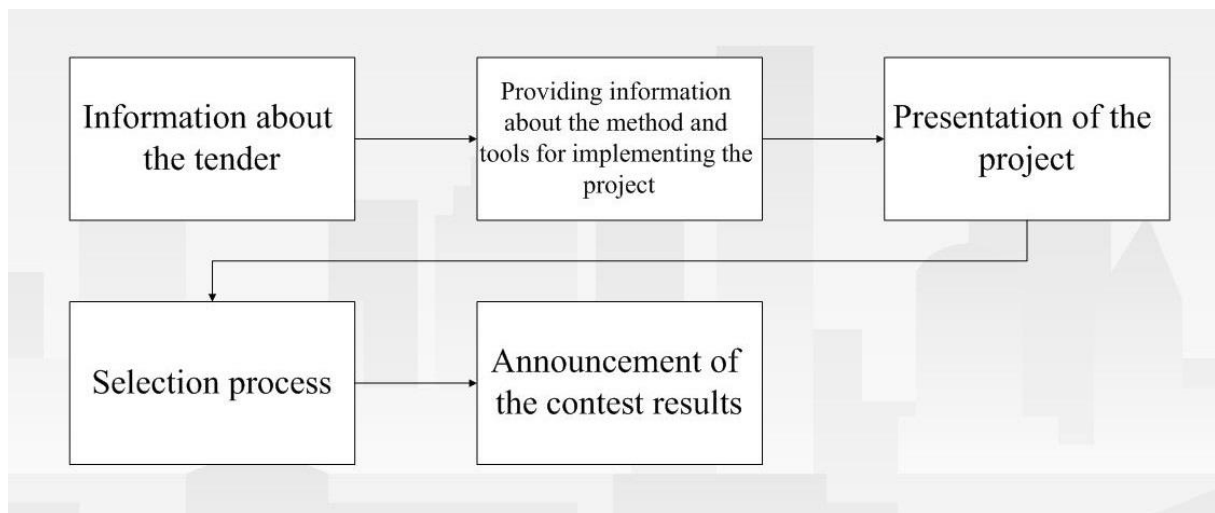 Information about
the tender
Providing information
about the method and
tools for implementing the
project
Presentation of the
project
Selection process
Announcement of
the contest results